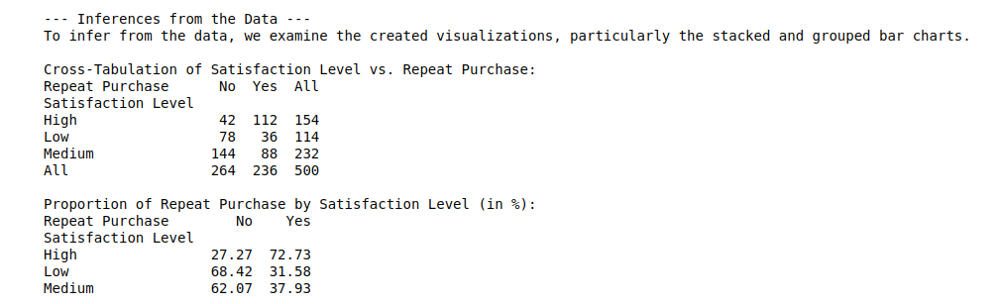 --- Inferences from the Data ---
To infer from the data, we examine the created visualizations, particularly the stacked and grouped bar charts.
Cross-Tabulation of Satisfaction Level vs. Repeat Purchase:
Repeat Purchase      No  Yes  All
Satisfaction Level
High                 42  112  154
Low                  78   36  114
Medium              144   88  232
All                 264  236  500
Proportion of Repeat Purchase by Satisfaction Level (in %):
Repeat Purchase        No    Yes
Satisfaction Level
High                27.27  72.73
Low                 68.42  31.58
Medium              62.07  37.93